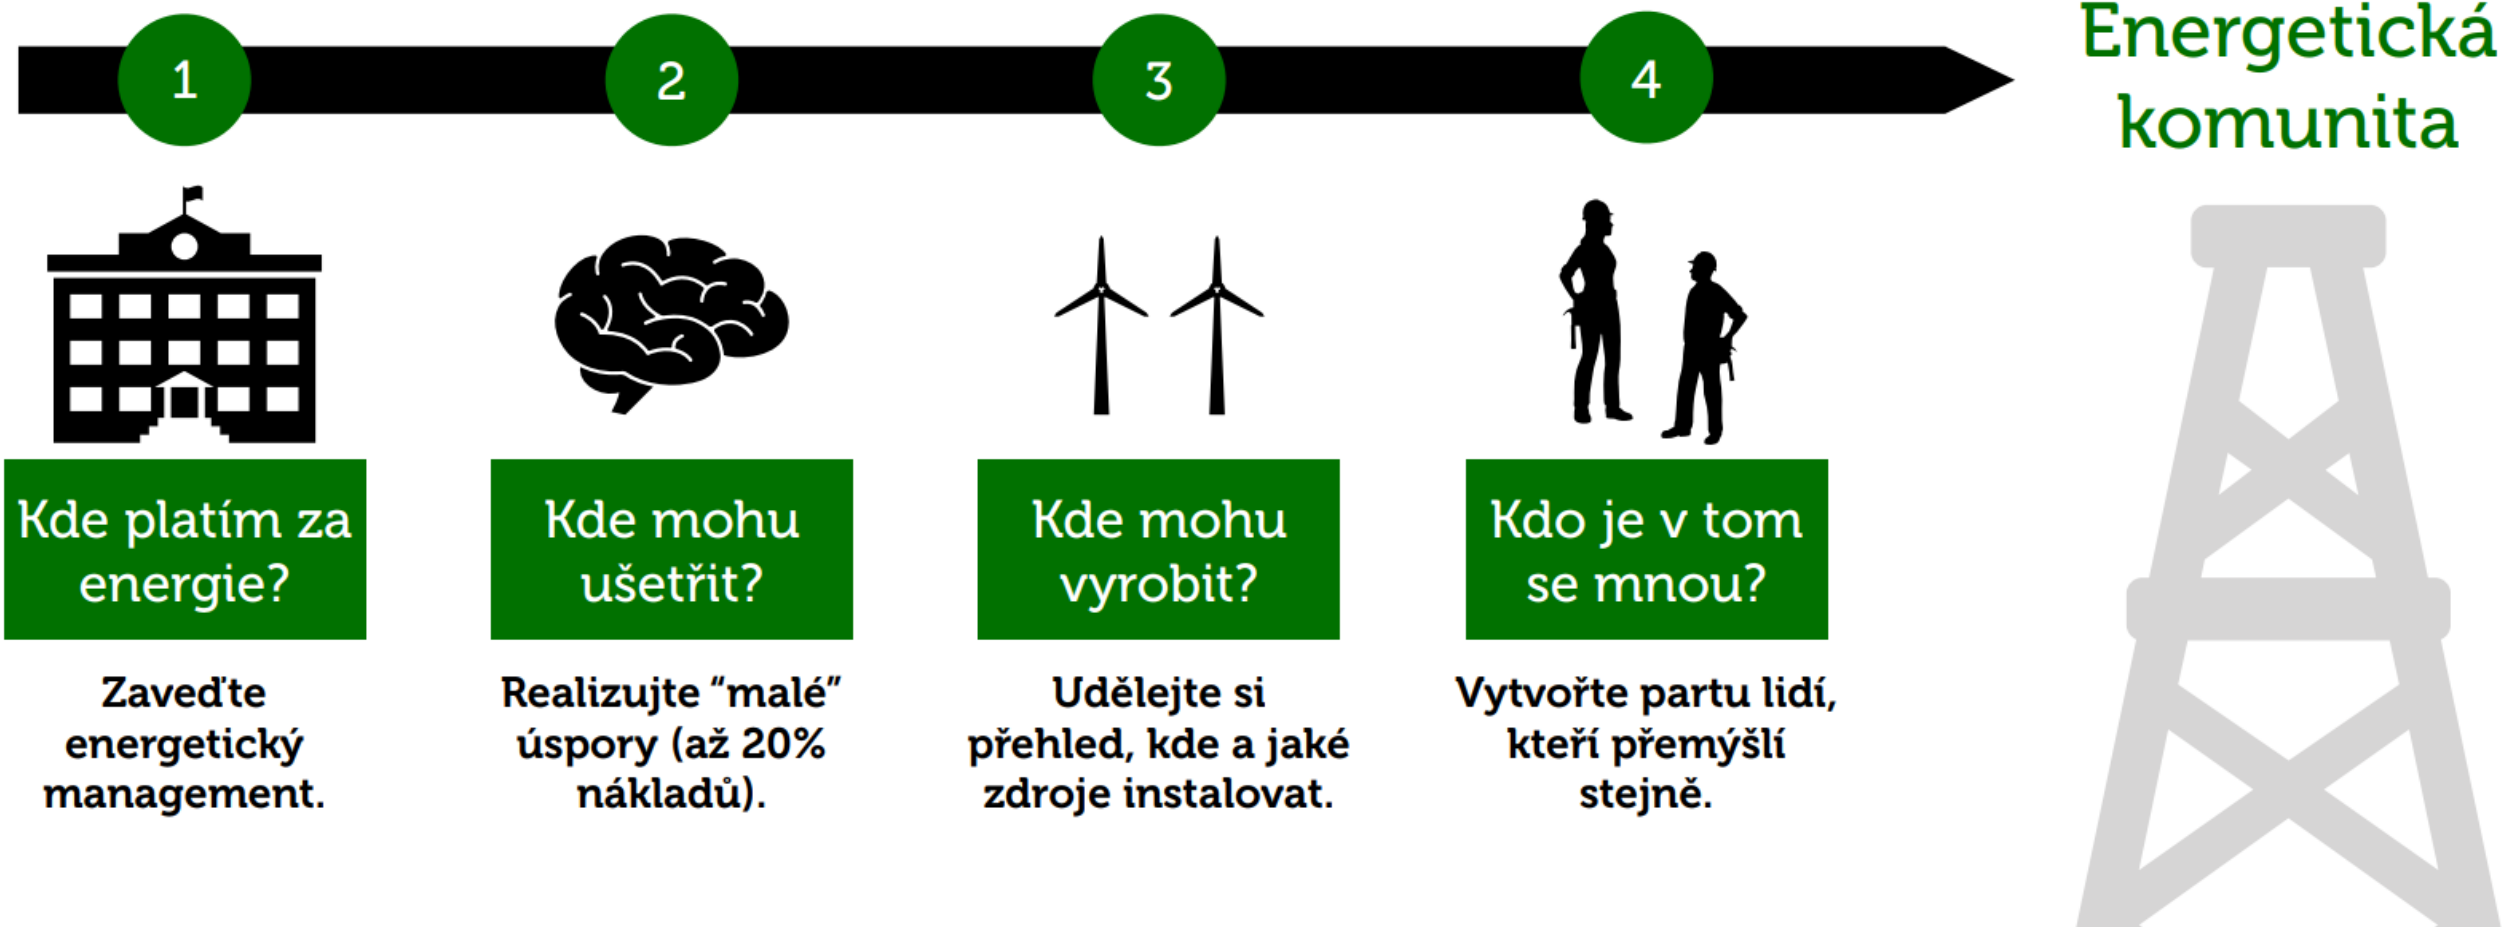 1
2
3
4
Energetická
komunita
Kde platím za
energie?
Zaveďte
energetický
management.
Kde mohu
ušetřit?
Realizujte “malé”
úspory (až 20%
nákladů).
Kde mohu
vyrobit?
Udělejte si
přehled, kde a jaké
zdroje instalovat.
Kdo je v tom
se mnou?
Vytvořte partu lidí,
kteří přemýšlí
stejně.